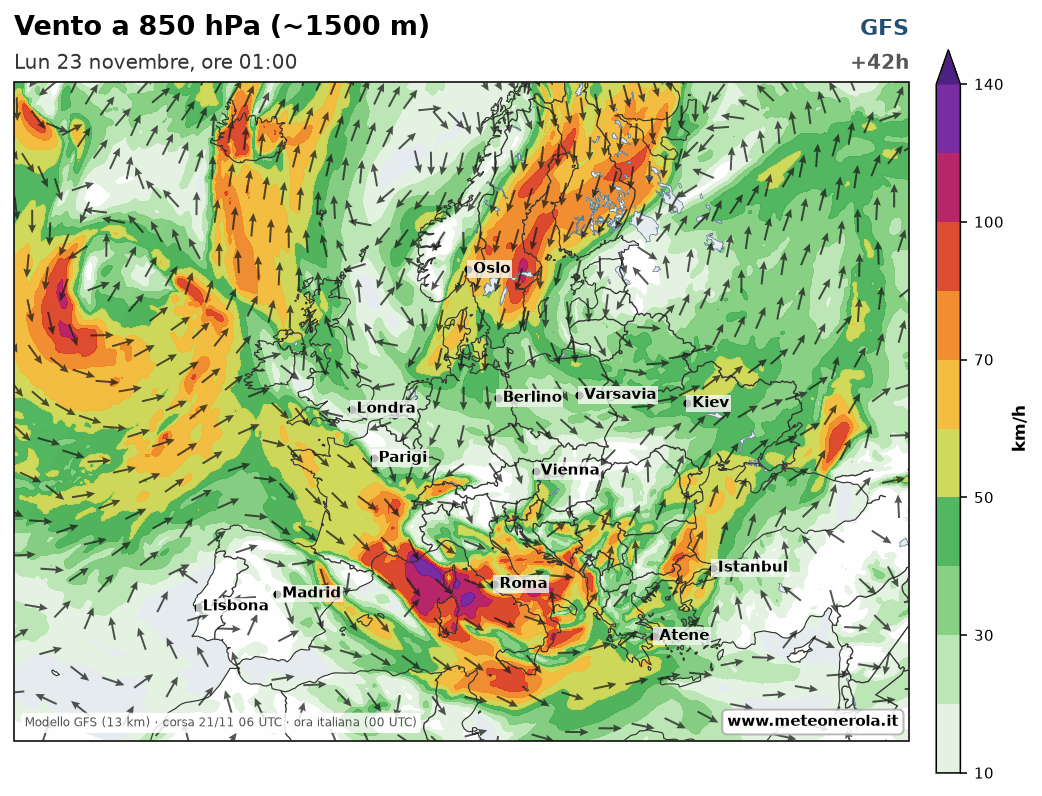 Vento a 850 hPa (~1500 m)
GFS
Lun 23 novembre, ore 01:00
+42h
140
100
70
50
30
10
km/h
Oslo
Londra
Berlino
Varsavia
Kiev
Parigi
Vienna
Istanbul
Roma
Madrid
Lisbona
Atene
Modello GFS (13 km) · corsa 21/11 06 UTC · ora italiana (00 UTC)
www.meteonerola.it